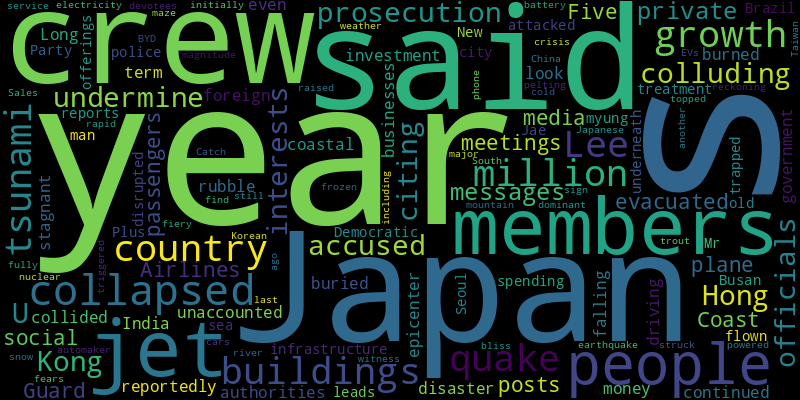 service electricity devotees maze initially even prosecution Five private Brazil
crew said
Long offerings BYD Party police term magnitude
attacked weather New city crisis burned growth
investment look China battery colluding Taiwan
Sales undermine foreign businesses phone cold pelting treatment EVs topped reckoning
year S
tsunami reports rapid man passengers interests coastal media Jae myung Japanese another
rubble citing meetings Lee underneath trapped government
Catch major South million
stagnant disrupted find still frozen including messages sign evacuated old
Plus Democratic mountain dominant trout Mr
fiery Korean members
country accused
fully nuclear triggered Airlines ago Japan plane officials
collapsed last buried epicenter Seoul spending falling driving Busan Hong
U collided India unaccounted Coast flown
social jet sea
automaker cars river infrastructure bliss earthquake struck powered
Kong snow witness buildings quake people
fears Guard reportedly authorities leads disaster posts money continued